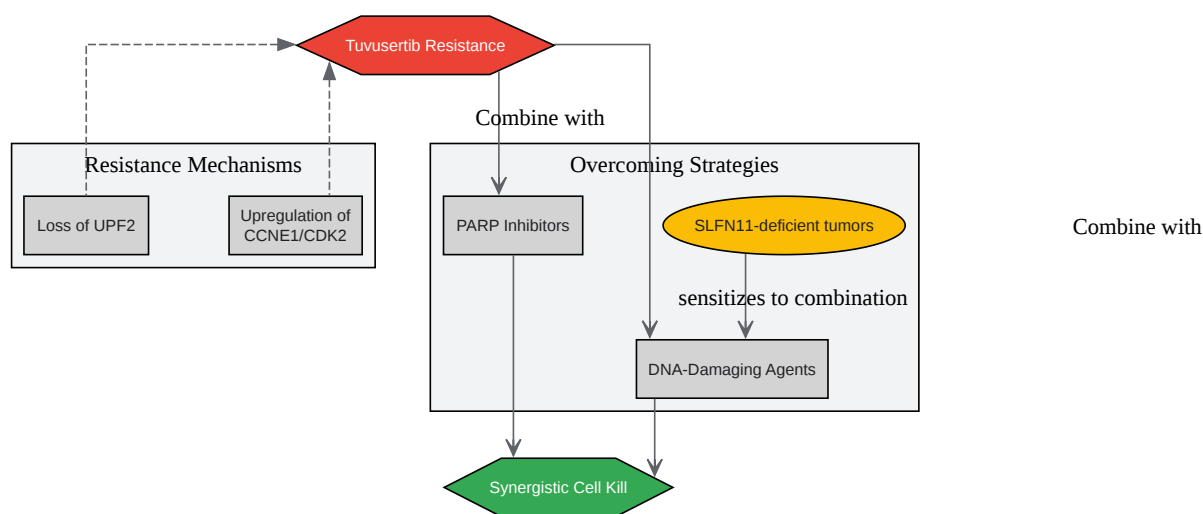 Tuvusertib Resistance
Combine with
Resistance Mechanisms
Overcoming Strategies
Loss of UPF2
Upregulation of
CCNE1/CDK2
PARP Inhibitors
SLFN11-deficient tumors
Combine with
sensitizes to combination
DNA-Damaging Agents
Synergistic Cell Kill